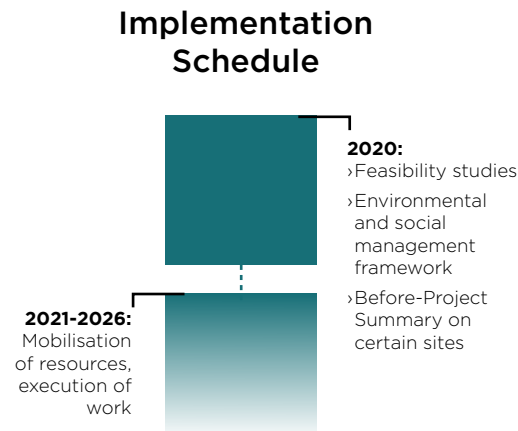 Implementation
Schedule
2020:
›Feasibility studies
›Environmental
and social
management
framework
›Before-Project
Summary on
certain sites
2021-2026:
Mobilisation
of resources,
execution of
work